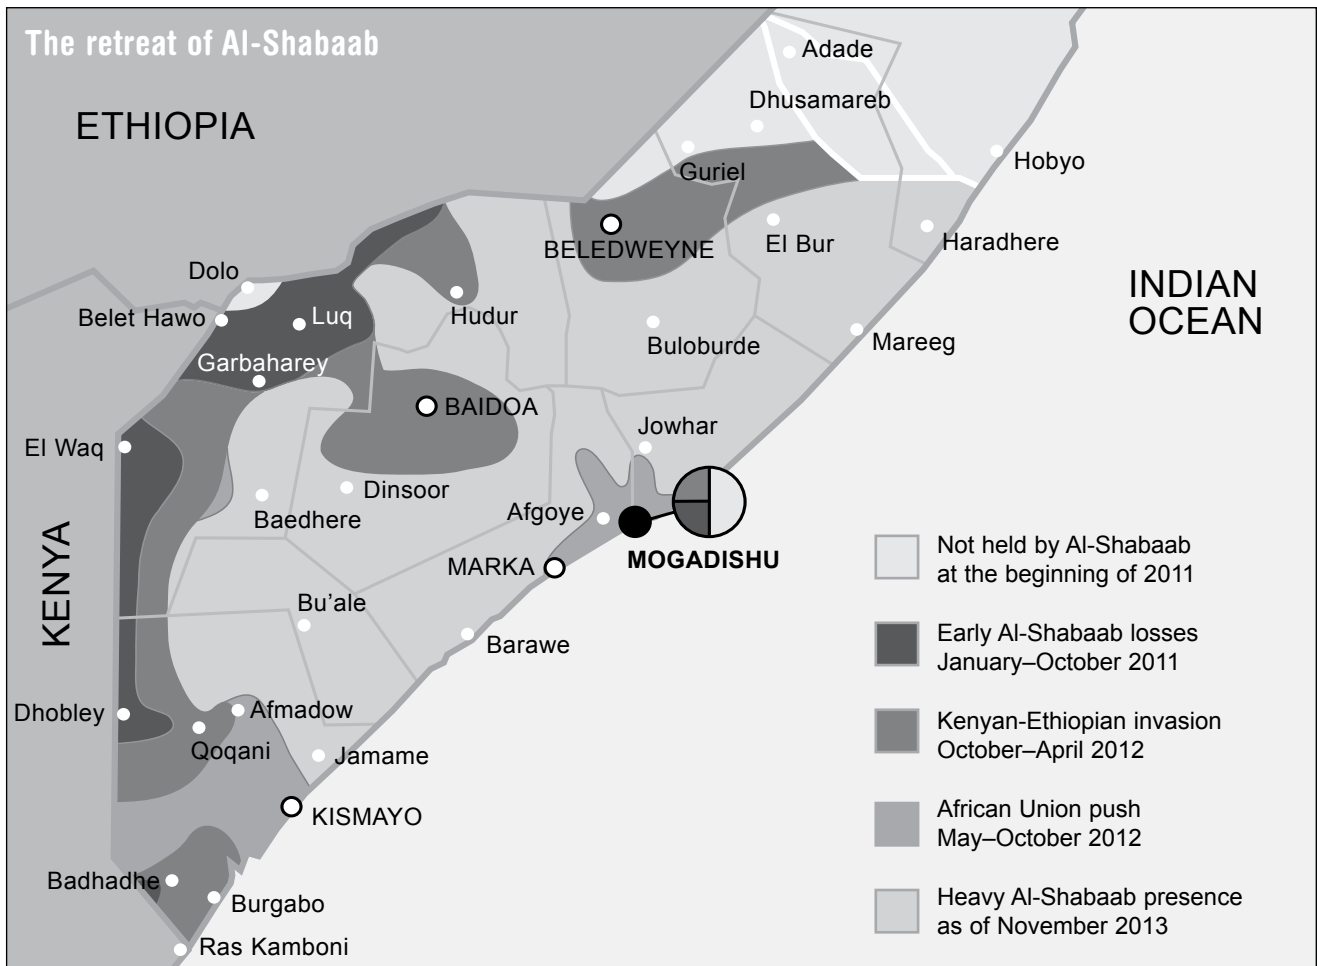 The retreat of Al-Shabaab
ETHIOPIA
Adade
Dhusamareb
Guriel
Hobyo
BELEDWEYNE
El Bur
Haradhere
Dolo
Belet Hawo
Luq
Hudur
INDIAN
OCEAN
Garbaharey
Buloburde
Mareeg
BAIDOA
El Waq
Jowhar
Dinsoor
Baedhere
Afgoye
KENYA
MARKA
MOGADISHU
Bu’ale
Barawe
Dhobley
Afmadow
Qoqani
Jamame
KISMAYO
Badhadhe
Burgabo
Ras Kamboni
Not held by Al-Shabaab
at the beginning of 2011
Early Al-Shabaab losses
January–October 2011
Kenyan-Ethiopian invasion
October–April 2012
African Union push
May–October 2012
Heavy Al-Shabaab presence
as of November 2013